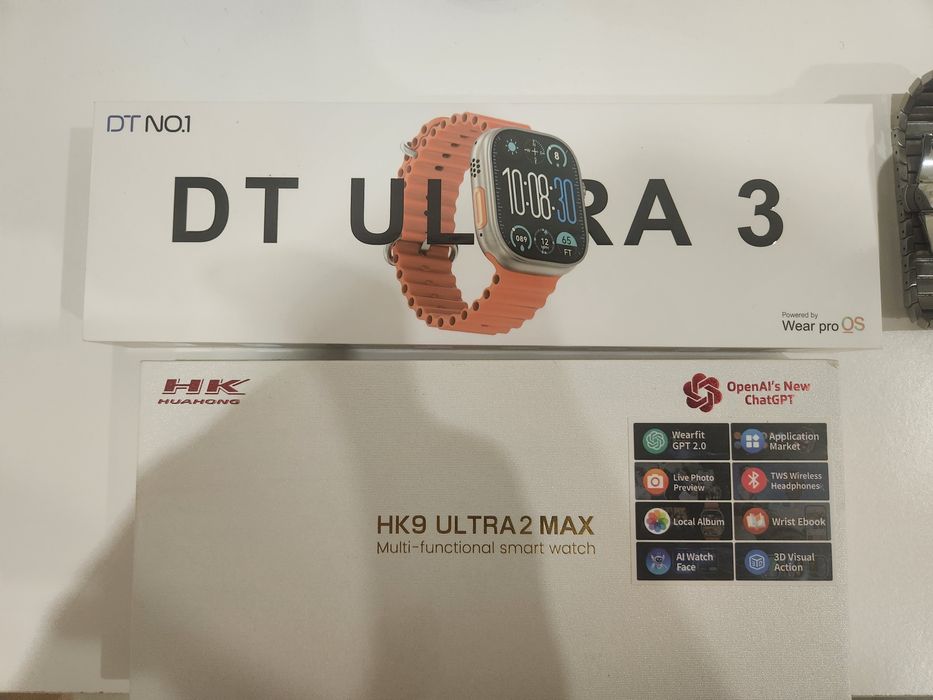 DT NO.1
DT ULTRA 3
10:08:30
8
089
12
65
FT
Powered by
Wear pro OS
HK
HUAHONG
OpenAI's New
ChatGPT
Wearfit
GPT 2.0
Application
Market
Live Photo
Preview
TWS Wireless
Headphones
Local Album
Wrist Ebook
AI Watch
Face
3D Visual
Action
HK9 ULTRA2 MAX
Multi-functional smart watch